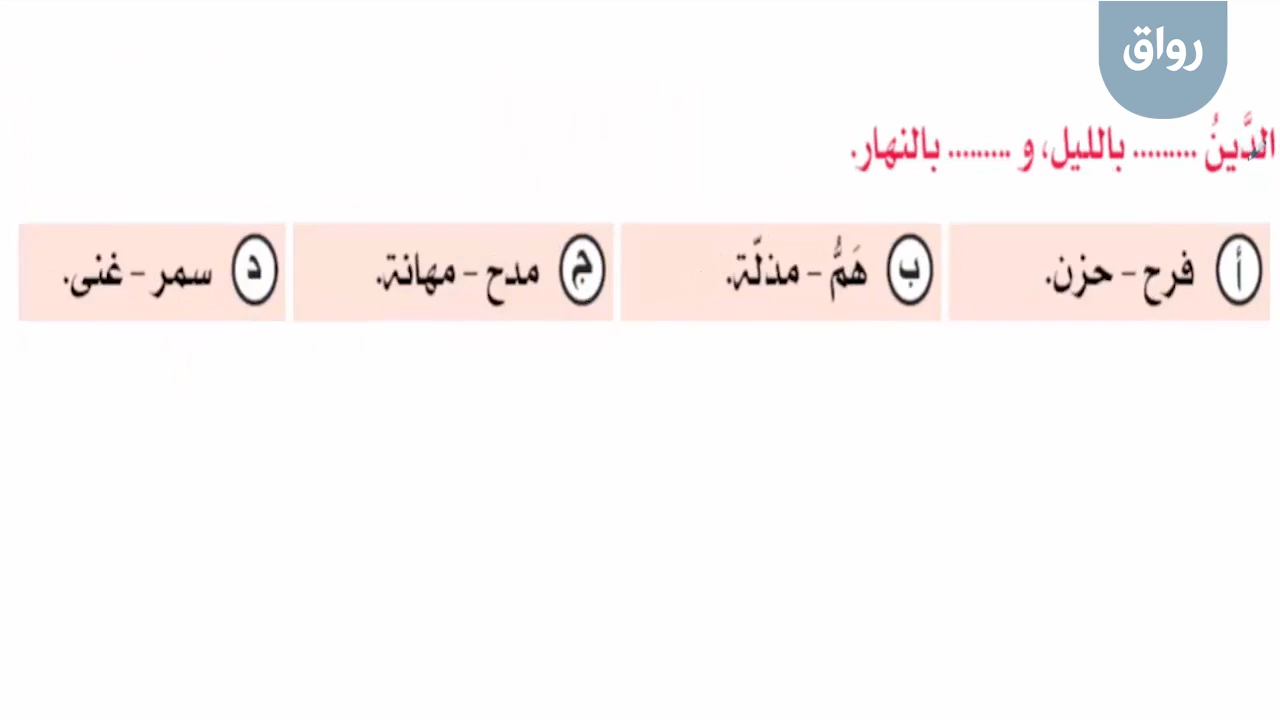 رواق
الدَّينُ ......... بالليل، و ......... بالنهار.
أ فرح - حزن.
ب هَمٌّ - مذلّة.
ج مدح - مهانة.
د سمر - غنى.